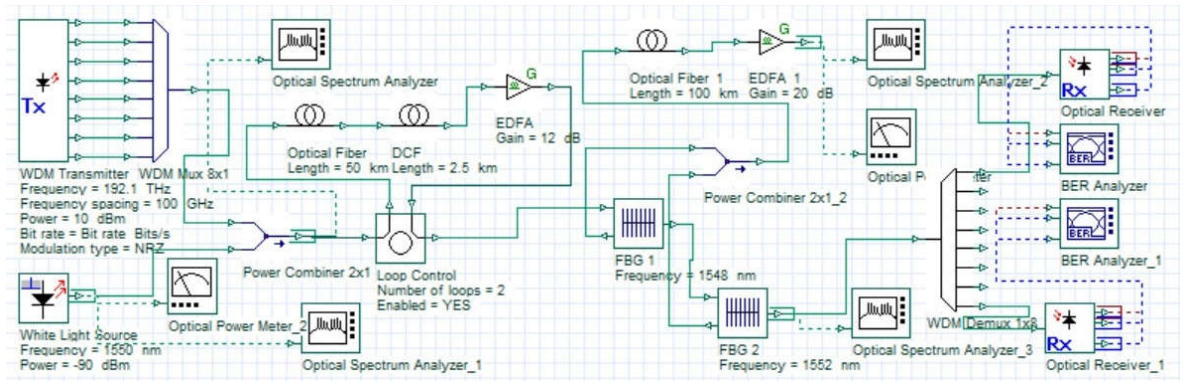 Tx
WDM Transmitter
Frequency = 192.1 THz
Frequency spacing = 100 GHz
Power = 10 dBm
Bit rate = Bit rate Bits/s
Modulation type = NRZ
WDM Mux 8x1
Optical Spectrum Analyzer
Optical Fiber
Length = 50 km
DCF
Length = 2.5 km
G
EDFA
Gain = 12 dB
Power Combiner 2x1
Loop Control
Number of loops = 2
Enabled = YES
White Light Source
Frequency = 1550 nm
Power = -90 dBm
Optical Power Meter_2
Optical Spectrum Analyzer_1
Optical Fiber_1
Length = 100 km
G
EDFA_1
Gain = 20 dB
Optical Spectrum Analyzer_2
Power Combiner 2x1_2
FBG 1
Frequency = 1548 nm
FBG 2
Frequency = 1552 nm
Optical Spectrum Analyzer_3
WDM Demux 1x8
Rx
Optical Receiver
BER
BER Analyzer
BER
BER Analyzer_1
Rx
Optical Receiver_1